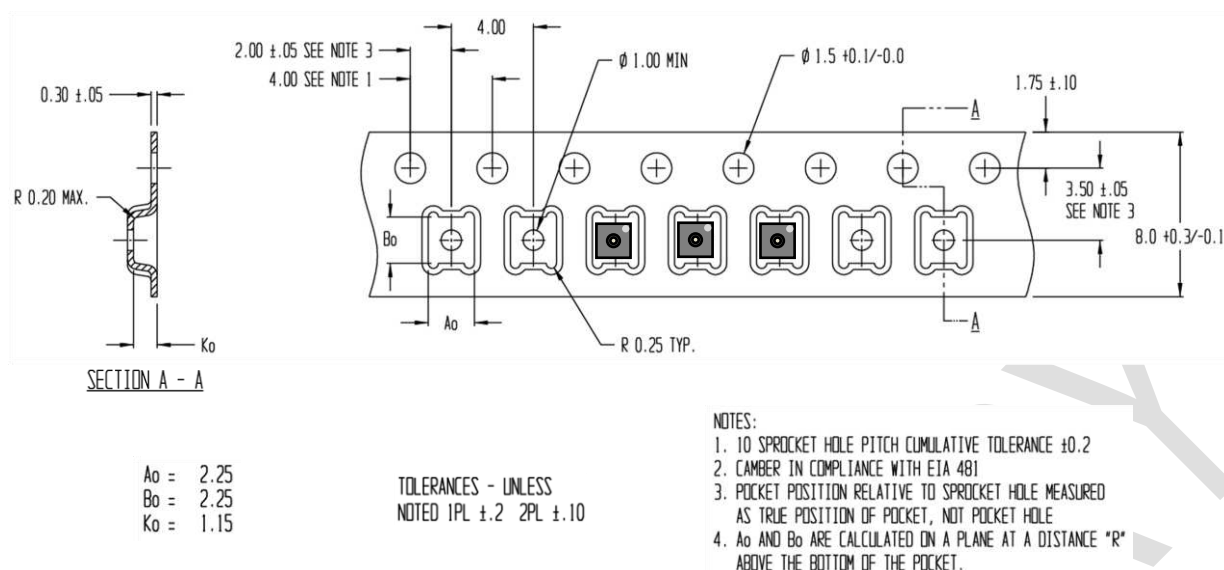 4.00
2.00 ±.05 SEE NOTE 3
4.00 SEE NOTE 1
Ø 1.00 MIN
Ø 1.5 +0.1/-0.0
0.30 ±.05
1.75 ±.10
A
R 0.20 MAX.
3.50 ±.05
SEE NOTE 3
Bo
8.0 +0.3/-0.1
Ao
A
Ko
R 0.25 TYP.
SECTION A - A
Ao = 2.25
Bo = 2.25
Ko = 1.15
TOLERANCES - UNLESS
NOTED 1PL ±.2 2PL ±.10
NOTES:
1. 10 SPROCKET HOLE PITCH CUMULATIVE TOLERANCE ±0.2
2. CAMBER IN COMPLIANCE WITH EIA 481
3. POCKET POSITION RELATIVE TO SPROCKET HOLE MEASURED
AS TRUE POSITION OF POCKET, NOT POCKET HOLE
4. Ao AND Bo ARE CALCULATED ON A PLANE AT A DISTANCE "R"
ABOVE THE BOTTOM OF THE POCKET.